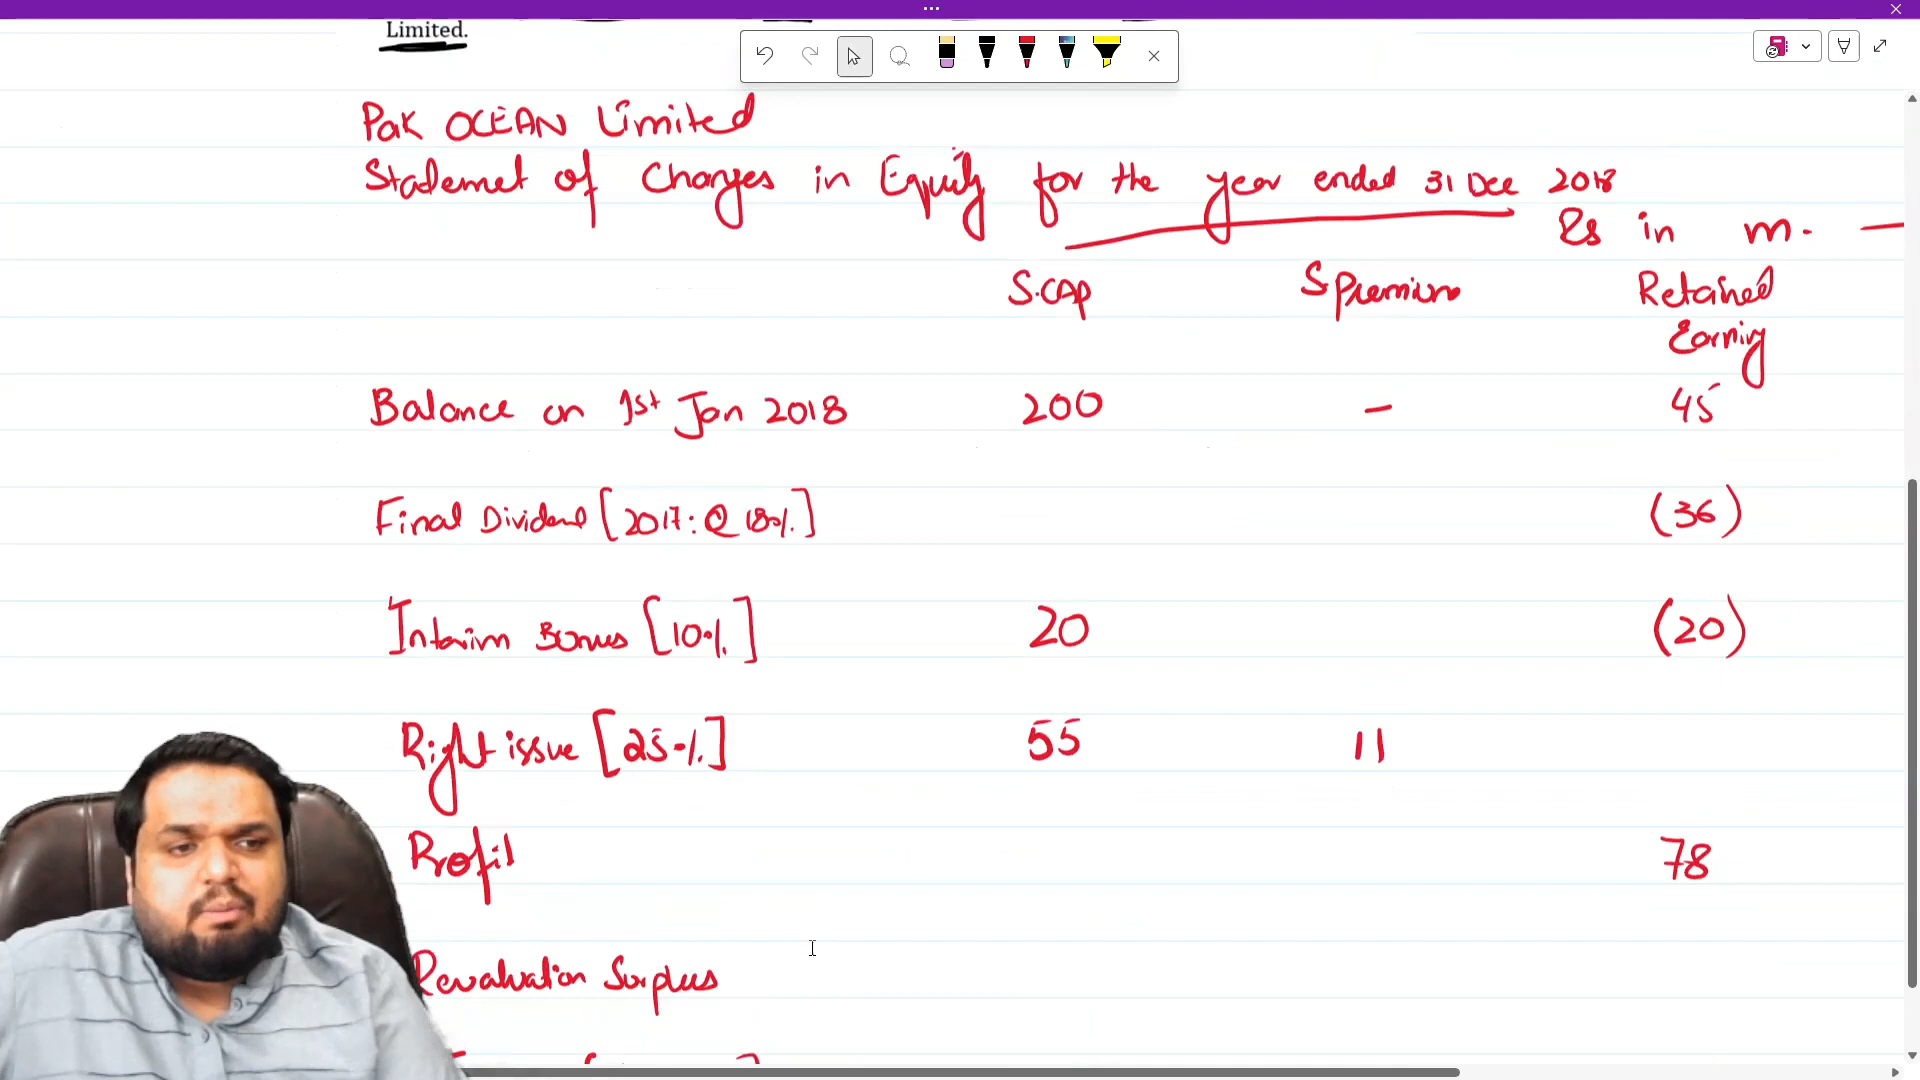 Limited.
Pak OCEAN Limited
Statemet of Changes in Equity for the year ended 31 Dec 2018
Rs in m.
S.CAP S.Premium Retained
Earning
Balance on 1st Jan 2018 200 - 45
Final Dividend [2017: @ 18%] (36)
Interim Bonus [10%] 20 (20)
Right issue [25%] 55 11
Profit 78
Revaluation Surplus